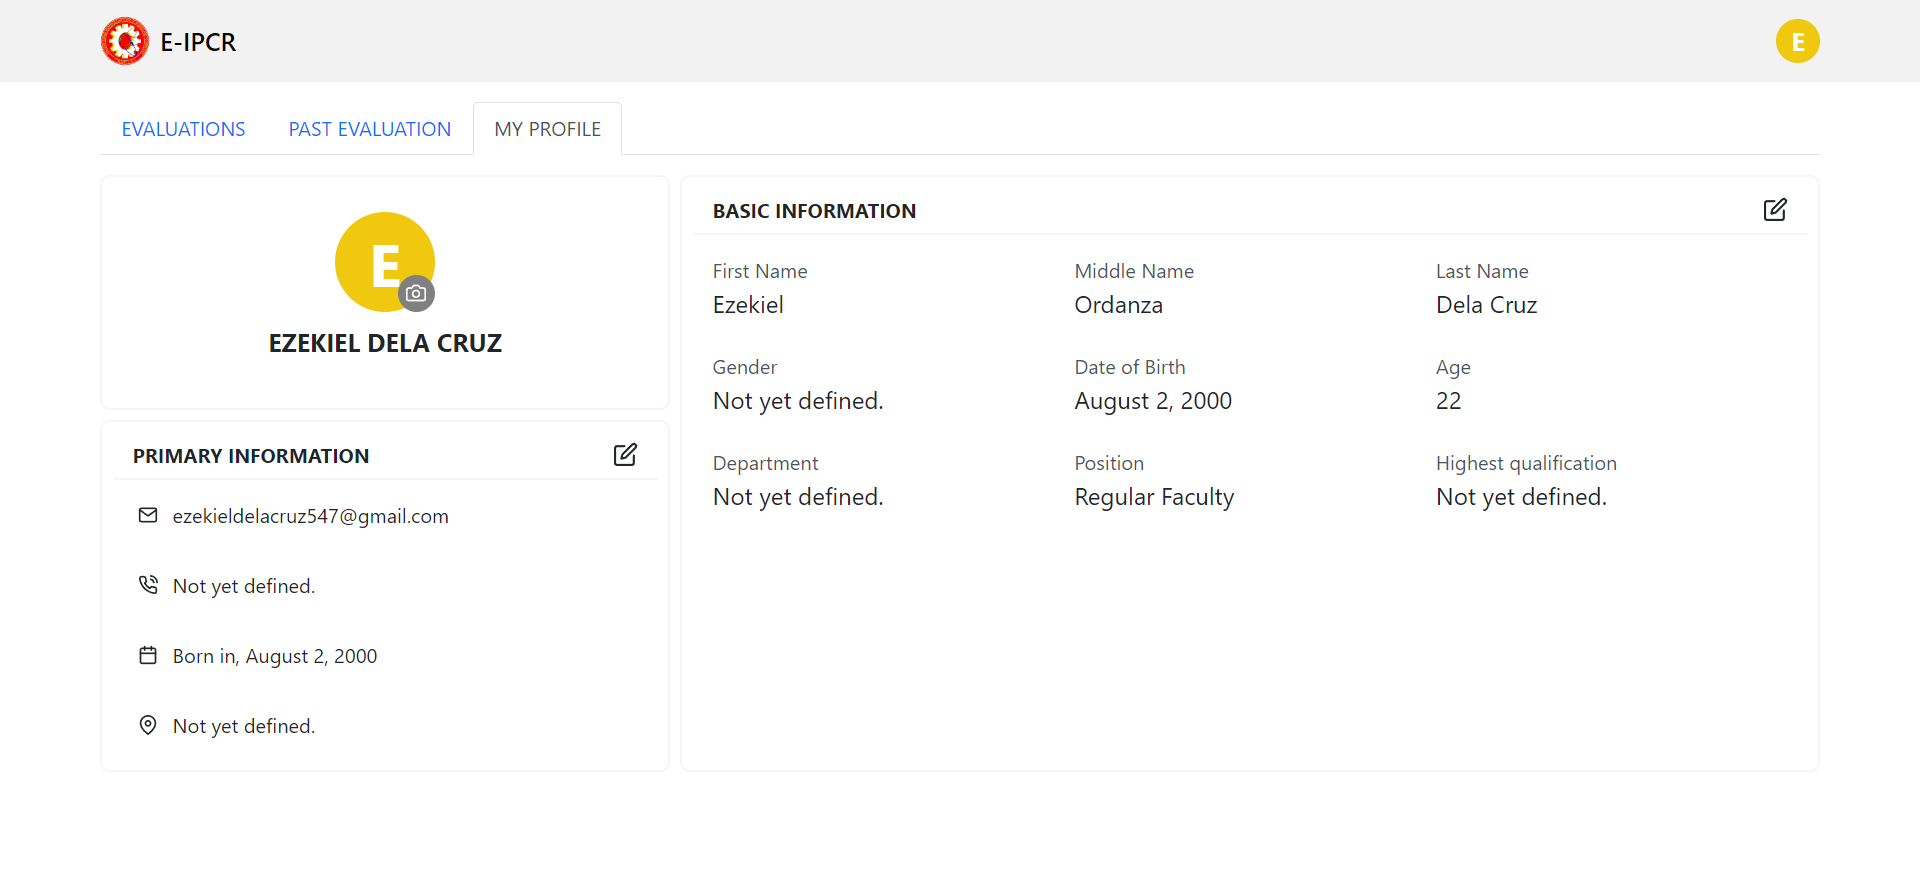 E-IPCR
E
EVALUATIONS
PAST EVALUATION
MY PROFILE
E
EZEKIEL DELA CRUZ
PRIMARY INFORMATION
ezekieldelacruz547@gmail.com
Not yet defined.
Born in, August 2, 2000
Not yet defined.
BASIC INFORMATION
First Name
Ezekiel
Middle Name
Ordanza
Last Name
Dela Cruz
Gender
Not yet defined.
Date of Birth
August 2, 2000
Age
22
Department
Not yet defined.
Position
Regular Faculty
Highest qualification
Not yet defined.